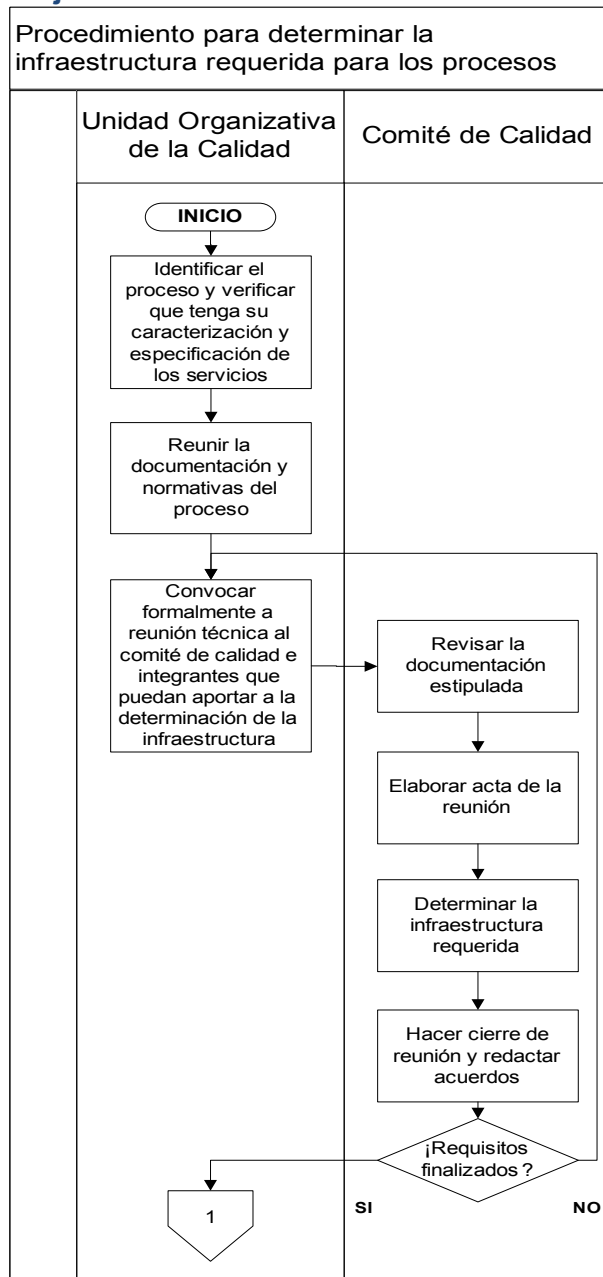 Procedimiento para determinar la
infraestructura requerida para los procesos
Unidad Organizativa
de la Calidad
Comité de Calidad
INICIO
Identificar el
proceso y verificar
que tenga su
caracterización y
especificación de
los servicios
Reunir la
documentación y
normativas del
proceso
Convocar
formalmente a
reunión técnica al
comité de calidad e
integrantes que
puedan aportar a la
determinación de la
infraestructura
Revisar la
documentación
estipulada
Elaborar acta de la
reunión
Determinar la
infraestructura
requerida
Hacer cierre de
reunión y redactar
acuerdos
¡Requisitos
finalizados ?
SI
NO
1